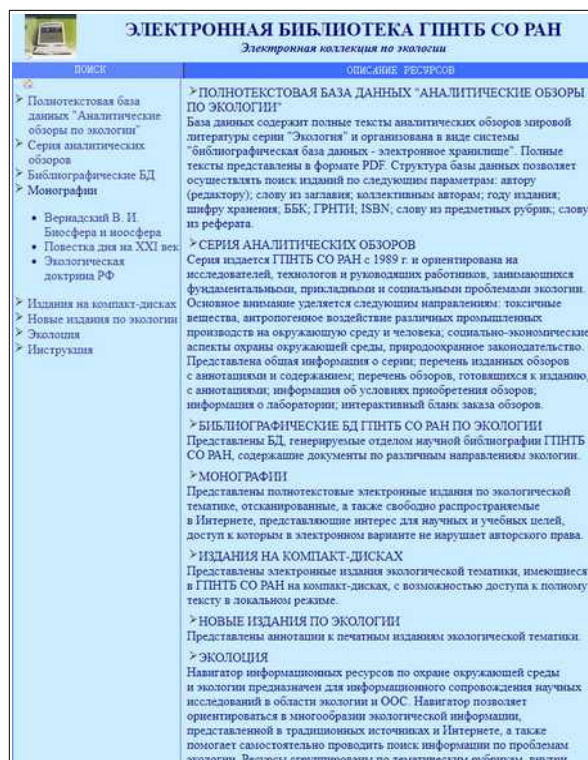 ЭЛЕКТРОННАЯ БИБЛИОТЕКА ГПНТБ СО РАН
Электронная коллекция по экологии
ПОИСК
Полнотекстовая база
данных "Аналитические
обзоры по экологии"
Серия аналитических
обзоров
Библиографические БД
Монографии
Вернадский В. И.
Биосфера и ноосфера
Повестка дня на XXI век
Экологическая
доктрина РФ
Издания на компакт-дисках
Новые издания по экологии
Эколоция
Инструкция
ОПИСАНИЕ РЕСУРСОВ
ПОЛНОТЕКСТОВАЯ БАЗА ДАННЫХ "АНАЛИТИЧЕСКИЕ ОБЗОРЫ
ПО ЭКОЛОГИИ"
База данных содержит полные тексты аналитических обзоров мировой
литературы серии "Экология" и организована в виде системы
"библиографическая база данных - электронное хранилище". Полные
тексты представлены в формате PDF. Структура базы данных позволяет
осуществлять поиск изданий по следующим параметрам: автору
(редактору); слову из заглавия; коллективным авторам; году издания;
шифру хранения; ББК; ГРНТИ; ISBN; слову из предметных рубрик; слову
из реферата.
СЕРИЯ АНАЛИТИЧЕСКИХ ОБЗОРОВ
Серия издается ГПНТБ СО РАН с 1989 г. и ориентирована на
исследователей, технологов и руководящих работников, занимающихся
фундаментальными, прикладными и социальными проблемами экологии.
Основное внимание уделяется следующим направлениям: токсичные
вещества, антропогенное воздействие различных промышленных
производств на окружающую среду и человека; социально-экономические
аспекты охраны окружающей среды, природоохранное законодательство.
Представлена общая информация о серии; перечень изданных обзоров
с аннотациями и содержанием; перечень обзоров, готовящихся к изданию,
с аннотациями; информация об условиях приобретения обзоров;
информация о лаборатории; интерактивный бланк заказа обзоров.
БИБЛИОГРАФИЧЕСКИЕ БД ГПНТБ СО РАН ПО ЭКОЛОГИИ
Представлены БД, генерируемые отделом научной библиографии ГПНТБ
СО РАН, содержащие документы по различным направлениям экологии.
МОНОГРАФИИ
Представлены полнотекстовые электронные издания по экологической
тематике, отсканированные, а также свободно распространяемые
в Интернете, представляющие интерес для научных и учебных целей,
доступ к которым в электронном варианте не нарушает авторского права.
ИЗДАНИЯ НА КОМПАКТ-ДИСКАХ
Представлены электронные издания экологической тематики, имеющиеся
в ГПНТБ СО РАН на компакт-дисках, с возможностью доступа к полному
тексту в локальном режиме.
НОВЫЕ ИЗДАНИЯ ПО ЭКОЛОГИИ
Представлены аннотации к печатным изданиям экологической тематики.
ЭКОЛОЦИЯ
Навигатор информационных ресурсов по охране окружающей среды
и экологии предназначен для информационного сопровождения научных
исследований в области экологии и ООС. Навигатор позволяет
ориентироваться в многообразии экологической информации,
представленной в традиционных источниках и Интернете, а также
помогает самостоятельно проводить поиск информации по проблемам
экологии. Ресурсы сгруппированы по тематическим рубрикам, внутри